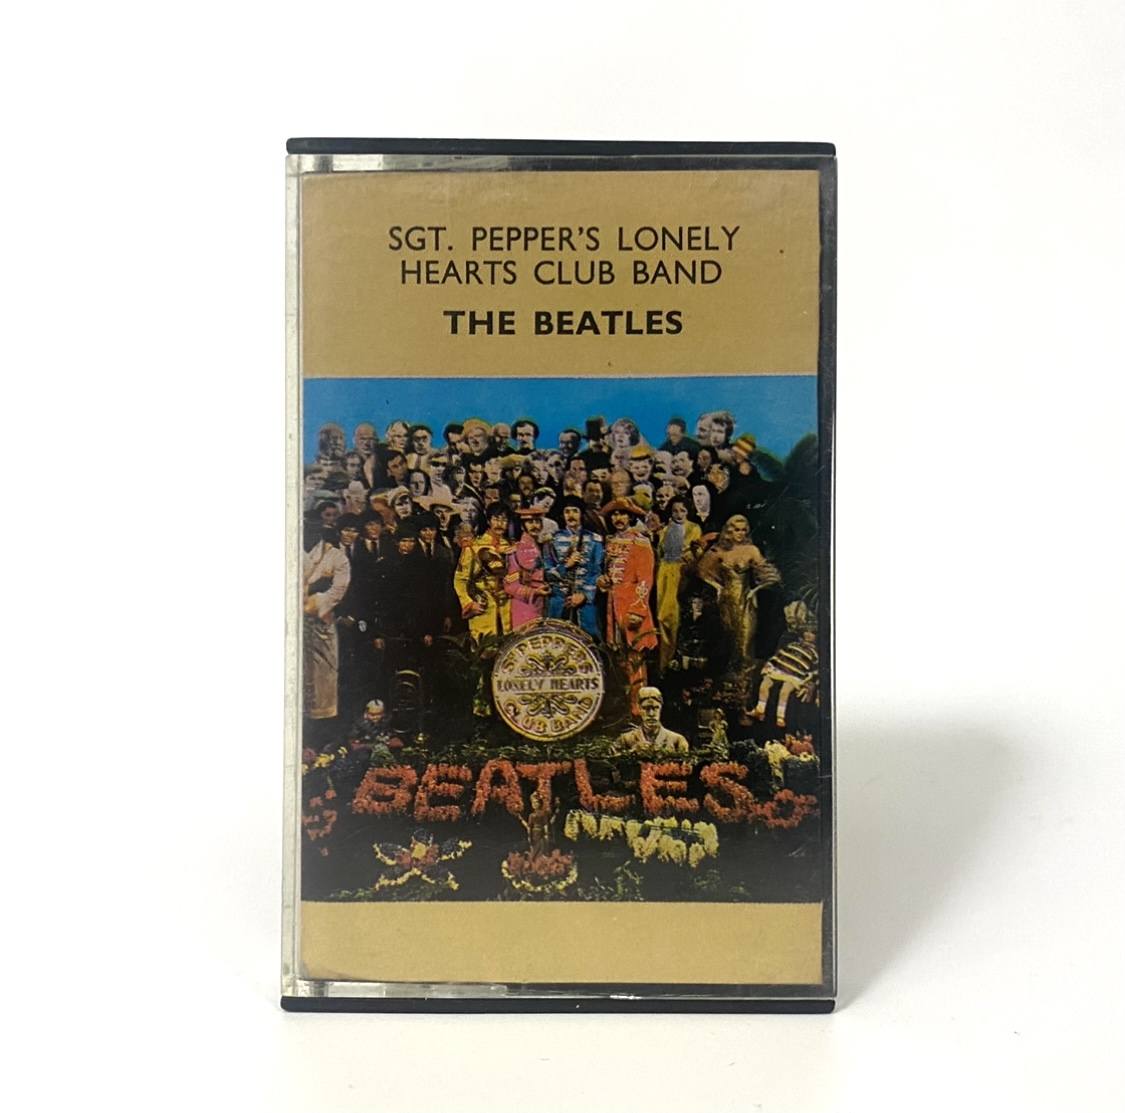 SGT. PEPPER'S LONELY
HEARTS CLUB BAND
THE BEATLES
SGT. PEPPER'S
LONELY HEARTS
CLUB BAND
BEATLES